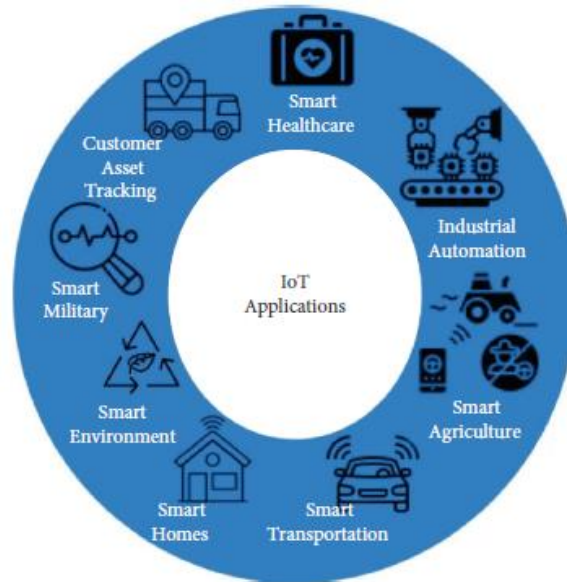 Smart
Healthcare
Industrial
Automation
Smart
Agriculture
Smart
Transportation
Smart
Homes
Smart
Environment
Smart
Military
Customer
Asset
Tracking
IoT
Applications